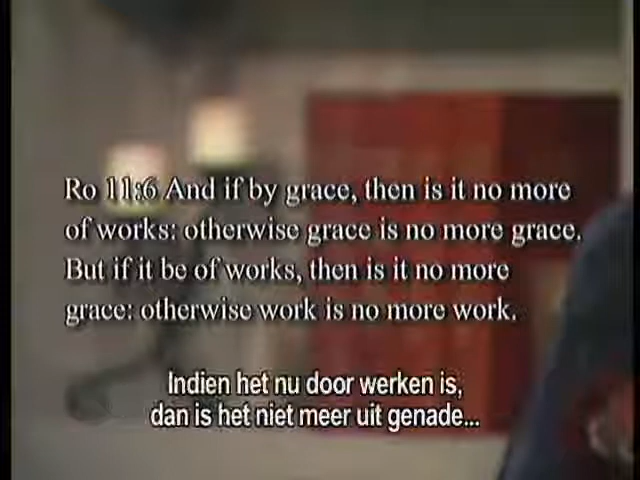 Ro 11:6 And if by grace, then is it no more
of works: otherwise grace is no more grace.
But if it be of works, then is it no more
grace: otherwise work is no more work.
Indien het nu door werken is,
dan is het niet meer uit genade...